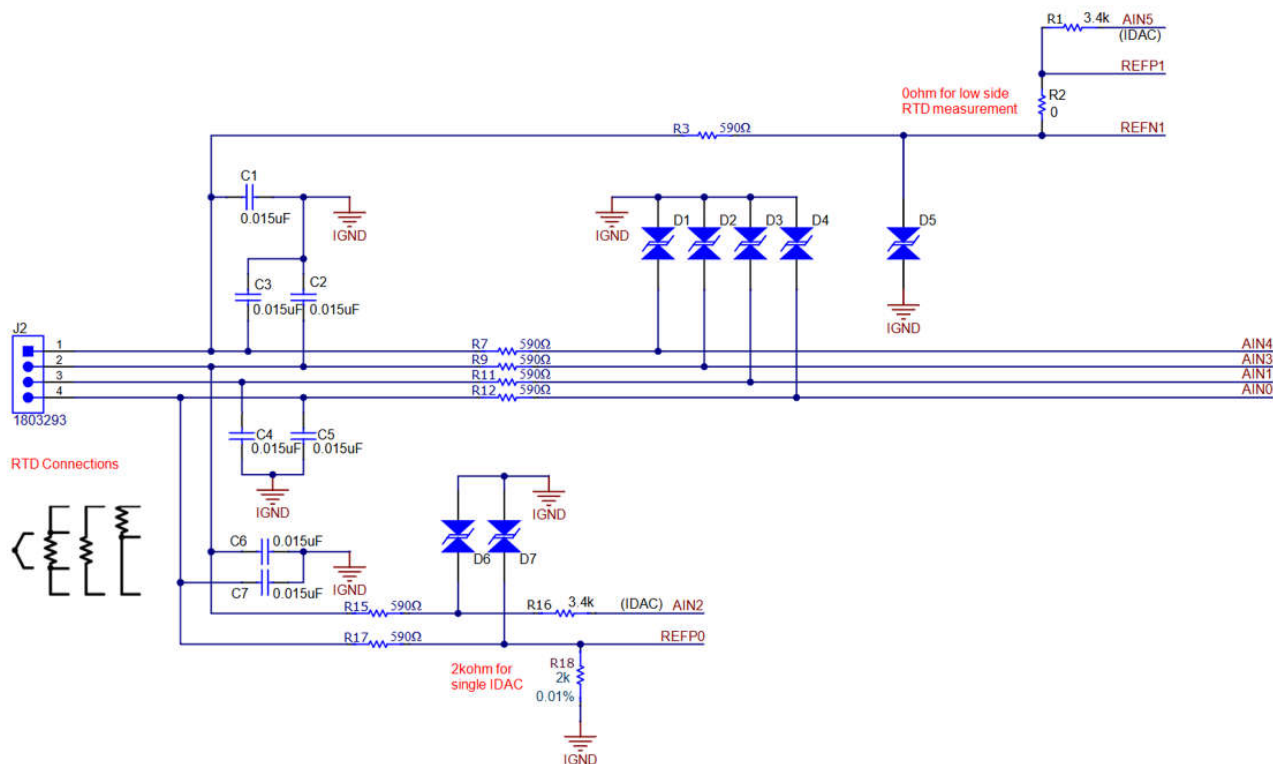 R1 3.4k AIN5
(IDAC)
REFP1
0ohm for low side
RTD measurement
R2
0
R3 590Ω REFN1
C1
0.015uF
IGND
IGND
D1 D2 D3 D4 D5
C3 C2
0.015uF 0.015uF
IGND
J2
1 R7 590Ω AIN4
2 R9 590Ω AIN3
3 R11 590Ω AIN1
4 R12 590Ω AIN0
1803293
C4 C5
0.015uF 0.015uF
RTD Connections
IGND
IGND
C6 0.015uF
D6 D7
C7 0.015uF
IGND
R15 590Ω R16 3.4k (IDAC) AIN2
R17 590Ω REFP0
2kohm for
single IDAC
R18
2k
0.01%
IGND